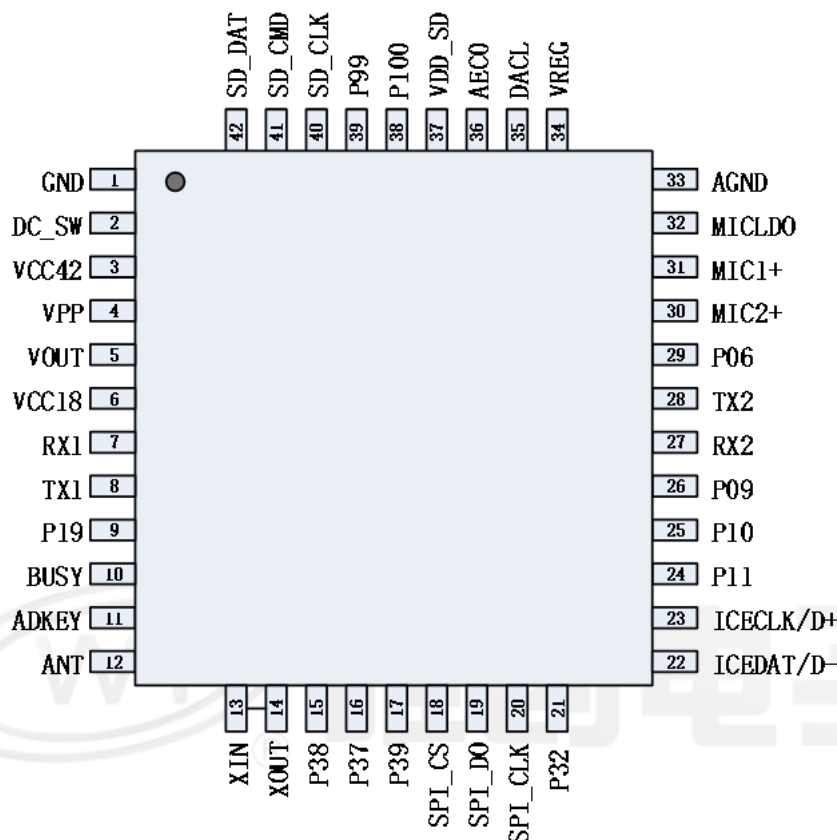 SD_DAT SD_CMD SD_CLK P99 P100 VDD_SD AECO DACL VREG
42 41 40 39 38 37 36 35 34
GND 1 33 AGND
DC_SW 2 32 MICLDO
VCC42 3 31 MIC1+
VPP 4 30 MIC2+
VOUT 5 29 P06
VCC18 6 28 TX2
RX1 7 27 RX2
TX1 8 26 P09
P19 9 25 P10
BUSY 10 24 P11
ADKEY 11 23 ICECLK/D+
ANT 12 22 ICEDAT/D-
13 14 15 16 17 18 19 20 21
XIN XOUT P38 P37 P39 SPI_CS SPI_DO SPI_CLK P32
®